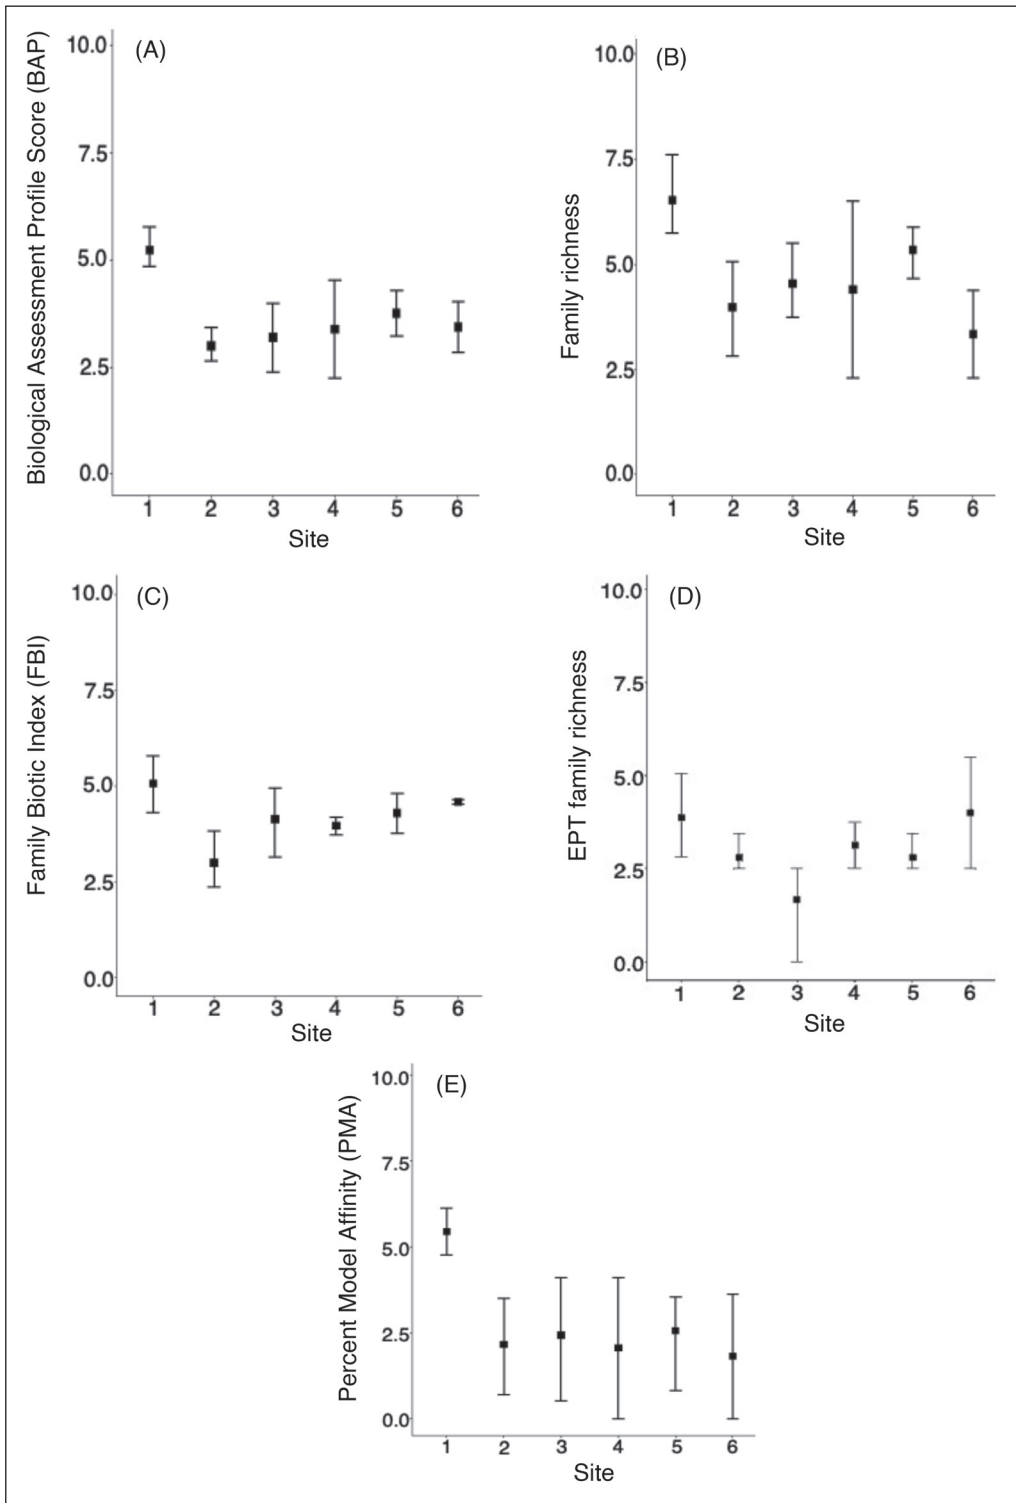 (A)
Biological Assessment Profile Score (BAP)
10.0
7.5
5.0
2.5
0.0
1 2 3 4 5 6
Site
(B)
Family richness
10.0
7.5
5.0
2.5
0.0
1 2 3 4 5 6
Site
(C)
Family Biotic Index (FBI)
10.0
7.5
5.0
2.5
0.0
1 2 3 4 5 6
Site
(D)
EPT family richness
10.0
7.5
5.0
2.5
0.0
1 2 3 4 5 6
Site
(E)
Percent Model Affinity (PMA)
10.0
7.5
5.0
2.5
0.0
1 2 3 4 5 6
Site